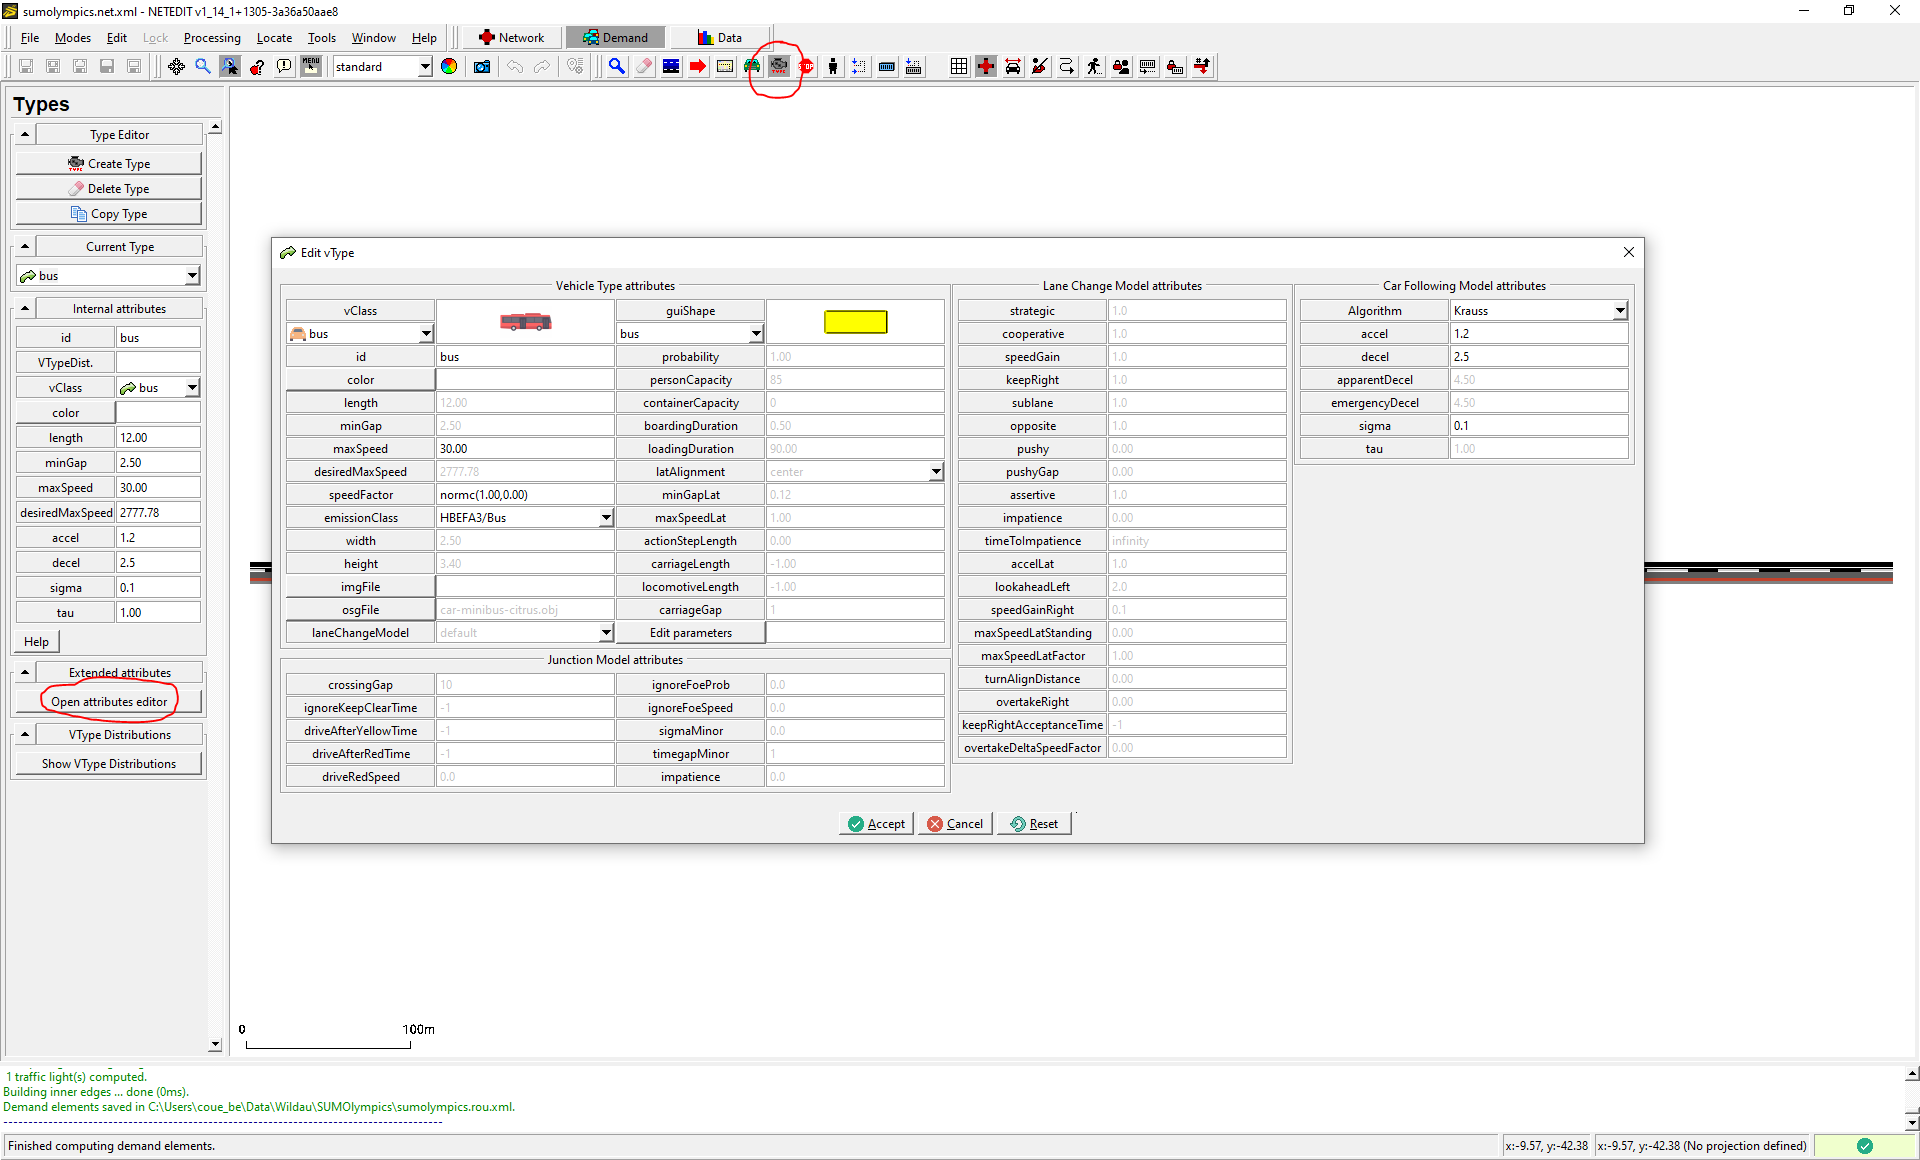 sumolympics.net.xml - NETEDIT v1_14_1+1305-3a36a50aae8
File Modes Edit Lock Processing Locate Tools Window Help Network Demand Data
MENU standard TYPE
Types
Type Editor
Create Type
Delete Type
Copy Type
Current Type
bus
Internal attributes
id bus
VTypeDist.
vClass bus
color
length 12.00
minGap 2.50
maxSpeed 30.00
desiredMaxSpeed 2777.78
accel 1.2
decel 2.5
sigma 0.1
tau 1.00
Help
Extended attributes
Open attributes editor
VType Distributions
Show VType Distributions
Edit vType
Vehicle Type attributes
vClass guiShape
bus bus
id bus probability 1.00
color personCapacity 85
length 12.00 containerCapacity 0
minGap 2.50 boardingDuration 0.50
maxSpeed 30.00 loadingDuration 90.00
desiredMaxSpeed 2777.78 latAlignment center
speedFactor normc(1.00,0.00) minGapLat 0.12
emissionClass HBEFA3/Bus maxSpeedLat 1.00
width 2.50 actionStepLength 0.00
height 3.40 carriageLength -1.00
imgFile locomotiveLength -1.00
osgFile car-minibus-citrus.obj carriageGap 1
laneChangeModel default Edit parameters
Junction Model attributes
crossingGap 10 ignoreFoeProb 0.0
ignoreKeepClearTime -1 ignoreFoeSpeed 0.0
driveAfterYellowTime -1 sigmaMinor 0.0
driveAfterRedTime -1 timegapMinor 1
driveRedSpeed 0.0 impatience 0.0
Lane Change Model attributes
strategic 1.0
cooperative 1.0
speedGain 1.0
keepRight 1.0
sublane 1.0
opposite 1.0
pushy 0.00
pushyGap 0.00
assertive 1.0
impatience 0.00
timeToImpatience infinity
accelLat 1.0
lookaheadLeft 2.0
speedGainRight 0.1
maxSpeedLatStanding 0.00
maxSpeedLatFactor 1.00
turnAlignDistance 0.00
overtakeRight 0.00
keepRightAcceptanceTime -1
overtakeDeltaSpeedFactor 0.00
Car Following Model attributes
Algorithm Krauss
accel 1.2
decel 2.5
apparentDecel 4.50
emergencyDecel 4.50
sigma 0.1
tau 1.00
Accept Cancel Reset
0 100m
1 traffic light(s) computed.
Building inner edges ... done (0ms).
Demand elements saved in C:\Users\coue_be\Data\Wildau\SUMOlympics\sumolympics.rou.xml.
Finished computing demand elements. x:-9.57, y:-42.38 x:-9.57, y:-42.38 (No projection defined)